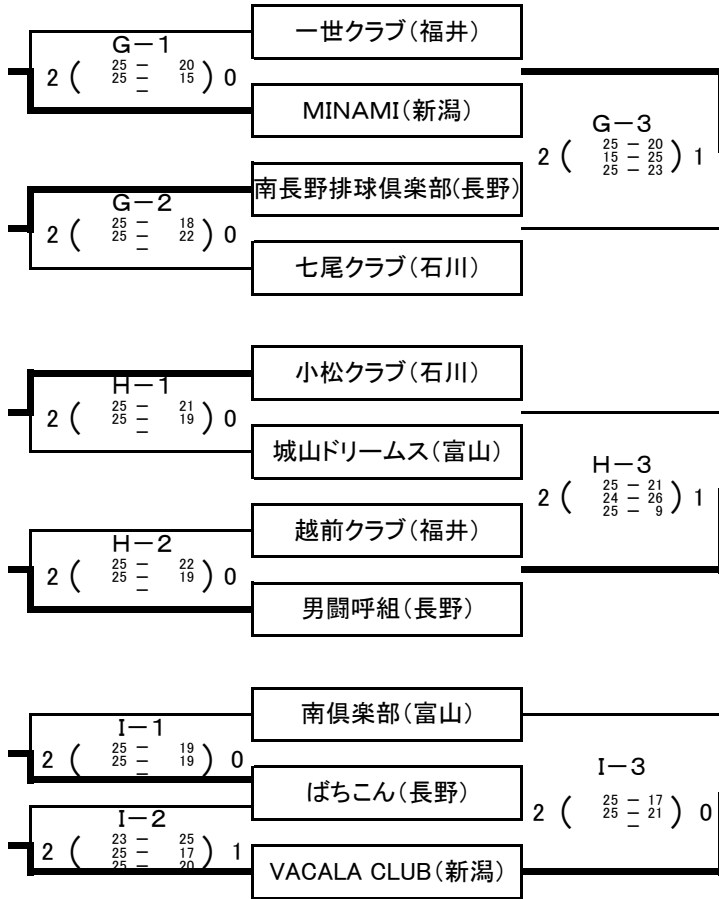 一世クラブ(福井)
G－1
2 ( 25 － 20 ) 0
25 － 15
－
MINAMI(新潟)
G－3
2 ( 25 － 20 ) 1
15 － 25
25 － 23
南長野排球倶楽部(長野)
G－2
2 ( 25 － 18 ) 0
25 － 22
－
七尾クラブ(石川)
小松クラブ(石川)
H－1
2 ( 25 － 21 ) 0
25 － 19
－
城山ドリームス(富山)
H－3
2 ( 25 － 21 ) 1
24 － 26
25 － 9
越前クラブ(福井)
H－2
2 ( 25 － 22 ) 0
25 － 19
－
男闘呼組(長野)
南倶楽部(富山)
I－1
2 ( 25 － 19 ) 0
25 － 19
－
ばちこん(長野)
I－3
2 ( 25 － 17 ) 0
25 － 21
－
I－2
2 ( 23 － 25 ) 1
25 － 17
25 － 20
VACALA CLUB(新潟)